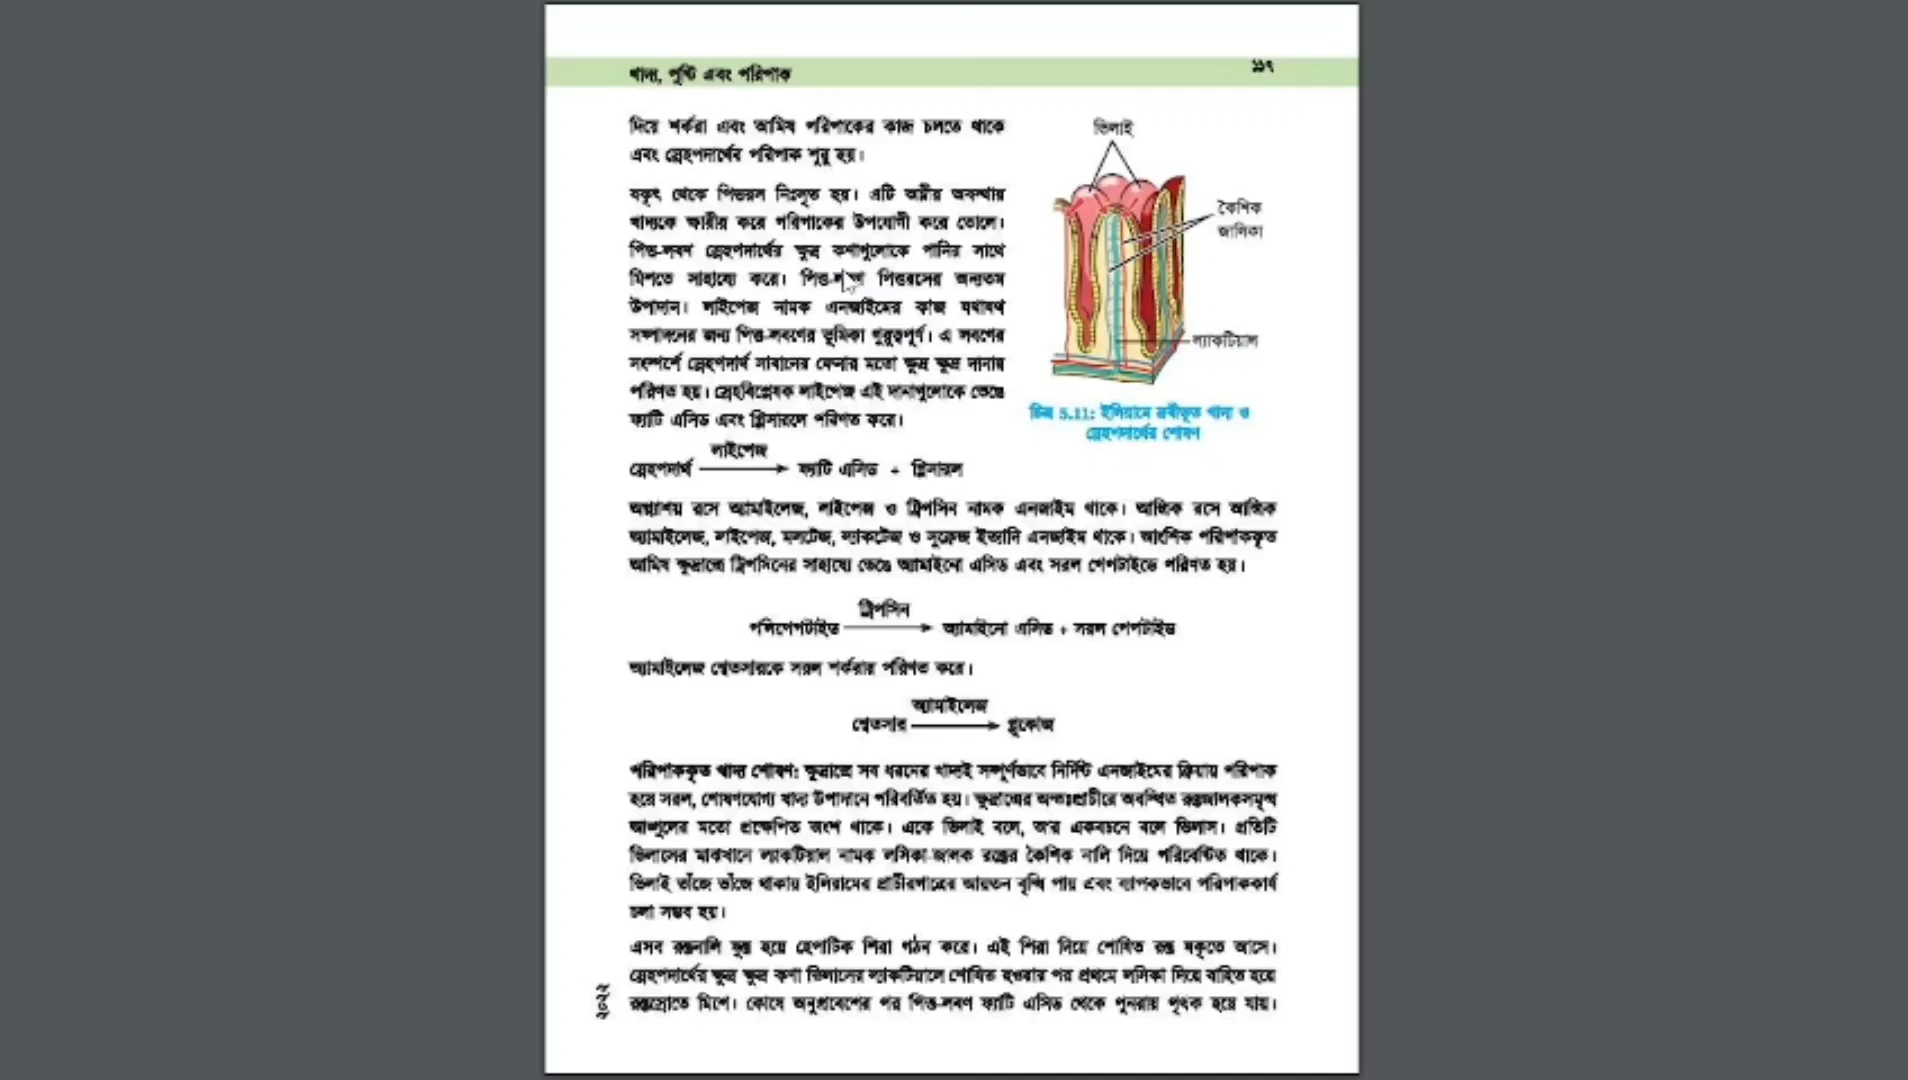 খাদ্য, পুষ্টি এবং পরিপাক
১১৭
দিয়ে শর্করা এবং আমিষ পরিপাকের কাজ চলতে থাকে
এবং স্নেহপদার্থের পরিপাক শুরু হয়।
যকৃৎ থেকে পিত্তরস নিঃসৃত হয়। এটি অম্লীয় অবস্থায়
খাদ্যকে ক্ষারীয় করে পরিপাকের উপযোগী করে তোলে।
পিত্ত-লবণ স্নেহপদার্থের ক্ষুদ্র কণাগুলোকে পানির সাথে
মিশতে সাহায্যে করে। পিত্ত-লবণ পিত্তরসের অন্যতম
উপাদান। লাইপেজ নামক এনজাইমের কাজ যথাযথ
সম্পাদনের জন্য পিত্ত-লবণের ভূমিকা গুরুত্বপূর্ণ। এ লবণের
সংস্পর্শে স্নেহপদার্থ সাবানের ফেনার মতো ক্ষুদ্র ক্ষুদ্র দানায়
পরিণত হয়। স্নেহবিশ্লেষক লাইপেজ এই দানাগুলোকে ভেঙে
ফ্যাটি এসিড এবং গ্লিসারলে পরিণত করে।
ভিলাই
কৈশিক
জালিকা
ল্যাকটিয়াল
চিত্র 5.11: ইলিয়ামে দ্রবীভূত খাদ্য ও
স্নেহপদার্থের শোষণ
লাইপেজ
স্নেহপদার্থ → ফ্যাটি এসিড + গ্লিসারল
অগ্ন্যাশয় রসে অ্যামাইলেজ, লাইপেজ ও ট্রিপসিন নামক এনজাইম থাকে। আন্ত্রিক রসে আন্ত্রিক
অ্যামাইলেজ, লাইপেজ, মলটেজ, ল্যাকটেজ ও সুক্রেজ ইত্যাদি এনজাইম থাকে। আংশিক পরিপাককৃত
আমিষ ক্ষুদ্রান্ত্রে ট্রিপসিনের সাহায্যে ভেঙে অ্যামাইনো এসিড এবং সরল পেপটাইডে পরিণত হয়।
ট্রিপসিন
পলিপেপটাইড → অ্যামাইনো এসিড + সরল পেপটাইড
অ্যামাইলেজ শ্বেতসারকে সরল শর্করায় পরিণত করে।
অ্যামাইলেজ
শ্বেতসার → গ্লুকোজ
পরিপাককৃত খাদ্য শোষণ: ক্ষুদ্রান্ত্রে সব ধরনের খাদ্যই সম্পূর্ণভাবে নির্দিষ্ট এনজাইমের ক্রিয়ায় পরিপাক
হয়ে সরল, শোষণযোগ্য খাদ্য উপাদানে পরিবর্তিত হয়। ক্ষুদ্রান্ত্রের অন্তঃপ্রাচীরে অবস্থিত রক্তজালকসমৃদ্ধ
আঙ্গুলের মতো প্রক্ষেপিত অংশ থাকে। একে ভিলাই বলে, তার একবচনে বলে ভিলাস। প্রতিটি
ভিলাসের মাঝখানে ল্যাকটিয়াল নামক লসিকা-জালক রক্তের কৈশিক নালি দিয়ে পরিবেষ্টিত থাকে।
ভিলাই ভাঁজে ভাঁজে থাকায় ইলিয়ামের প্রাচীরগাত্রের আয়তন বৃদ্ধি পায় এবং ব্যাপকভাবে পরিপাককার্য
চলা সম্ভব হয়।
এসব রক্তনালি যুক্ত হয়ে হেপাটিক শিরা গঠন করে। এই শিরা দিয়ে শোষিত রক্ত যকৃতে আসে।
স্নেহপদার্থের ক্ষুদ্র ক্ষুদ্র কণা ভিলাসের ল্যাকটিয়ালে শোষিত হওয়ার পর প্রথমে লসিকা দিয়ে বাহিত হয়ে
রক্তস্রোতে মিশে। কোষে অনুপ্রবেশের পর পিত্ত-লবণ ফ্যাটি এসিড থেকে পুনরায় পৃথক হয়ে যায়।
২০২২